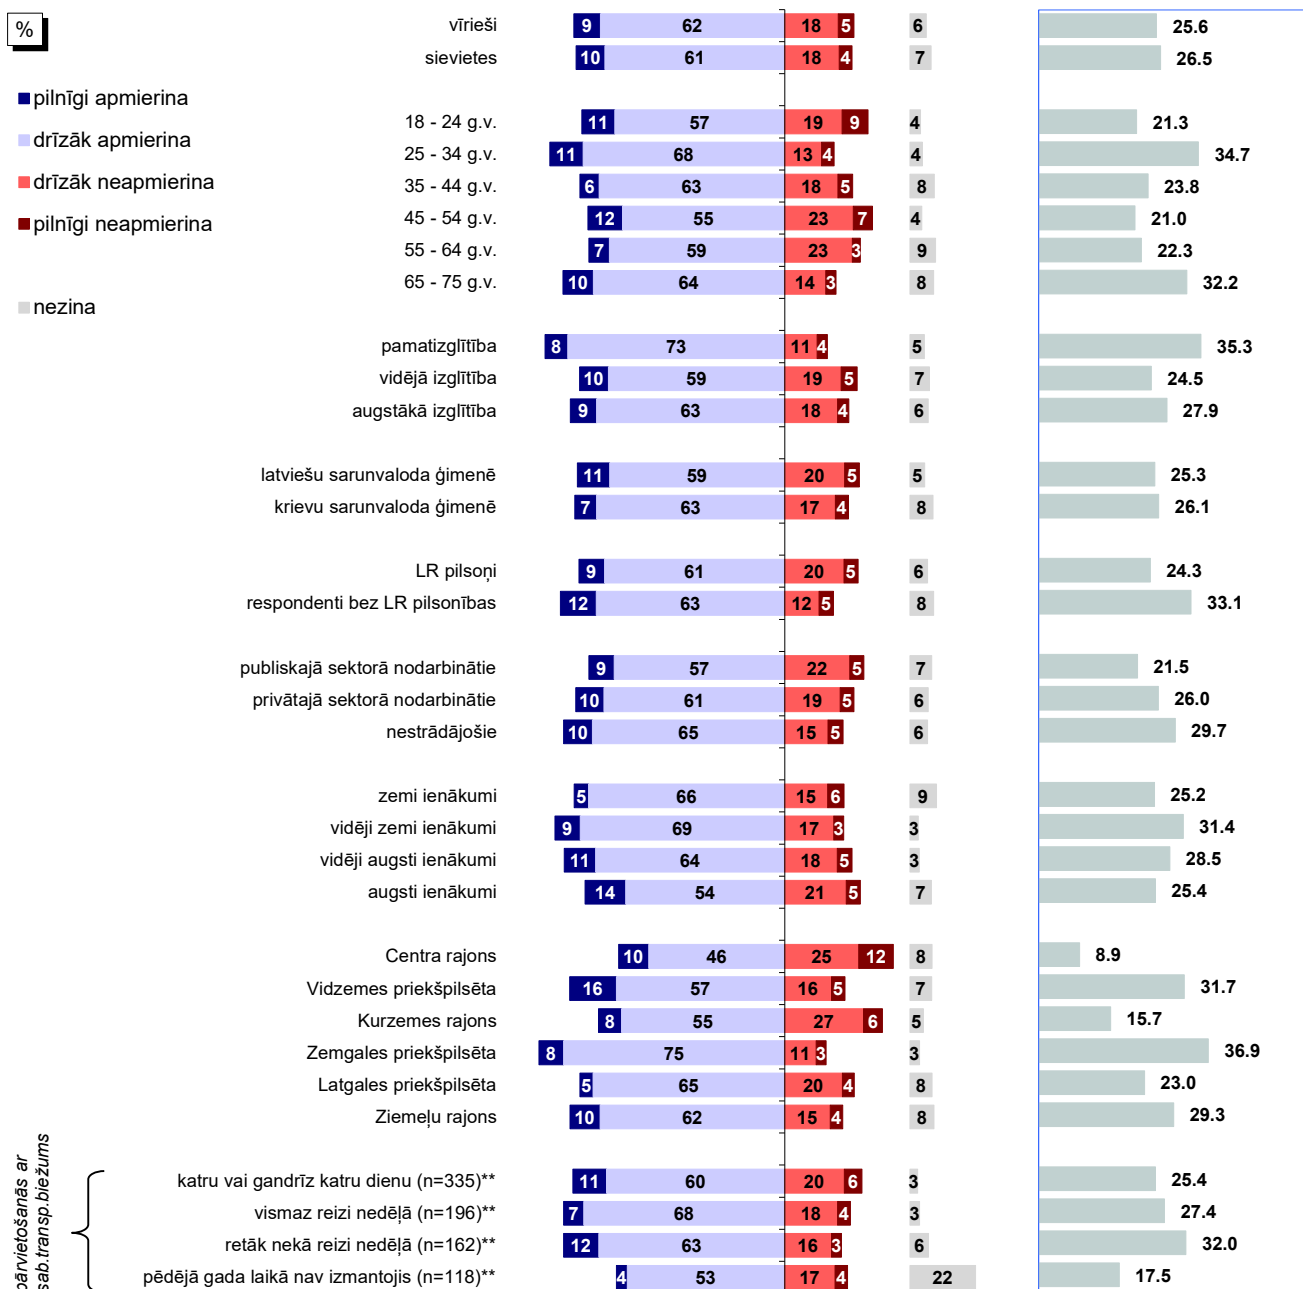 %
pilnīgi apmierina
drīzāk apmierina
drīzāk neapmierina
pilnīgi neapmierina
nezina
vīrieši 9 62 18 5 6 25.6
sievietes 10 61 18 4 7 26.5
18 - 24 g.v. 11 57 19 9 4 21.3
25 - 34 g.v. 11 68 13 4 4 34.7
35 - 44 g.v. 6 63 18 5 8 23.8
45 - 54 g.v. 12 55 23 7 4 21.0
55 - 64 g.v. 7 59 23 3 9 22.3
65 - 75 g.v. 10 64 14 3 8 32.2
pamatizglītība 8 73 11 4 5 35.3
vidējā izglītība 10 59 19 5 7 24.5
augstākā izglītība 9 63 18 4 6 27.9
latviešu sarunvaloda ģimenē 11 59 20 5 5 25.3
krievu sarunvaloda ģimenē 7 63 17 4 8 26.1
LR pilsoņi 9 61 20 5 6 24.3
respondenti bez LR pilsonības 12 63 12 5 8 33.1
publiskajā sektorā nodarbinātie 9 57 22 5 7 21.5
privātajā sektorā nodarbinātie 10 61 19 5 6 26.0
nestrādājošie 10 65 15 5 6 29.7
zemi ienākumi 5 66 15 6 9 25.2
vidēji zemi ienākumi 9 69 17 3 3 31.4
vidēji augsti ienākumi 11 64 18 5 3 28.5
augsti ienākumi 14 54 21 5 7 25.4
Centra rajons 10 46 25 12 8 8.9
Vidzemes priekšpilsēta 16 57 16 5 7 31.7
Kurzemes rajons 8 55 27 6 5 15.7
Zemgales priekšpilsēta 8 75 11 3 3 36.9
Latgales priekšpilsēta 5 65 20 4 8 23.0
Ziemeļu rajons 10 62 15 4 8 29.3
pārvietošanās ar
sab.transp.biežums
katru vai gandrīz katru dienu (n=335)** 11 60 20 6 3 25.4
vismaz reizi nedēļā (n=196)** 7 68 18 4 3 27.4
retāk nekā reizi nedēļā (n=162)** 12 63 16 3 6 32.0
pēdējā gada laikā nav izmantojis (n=118)** 4 53 17 4 22 17.5